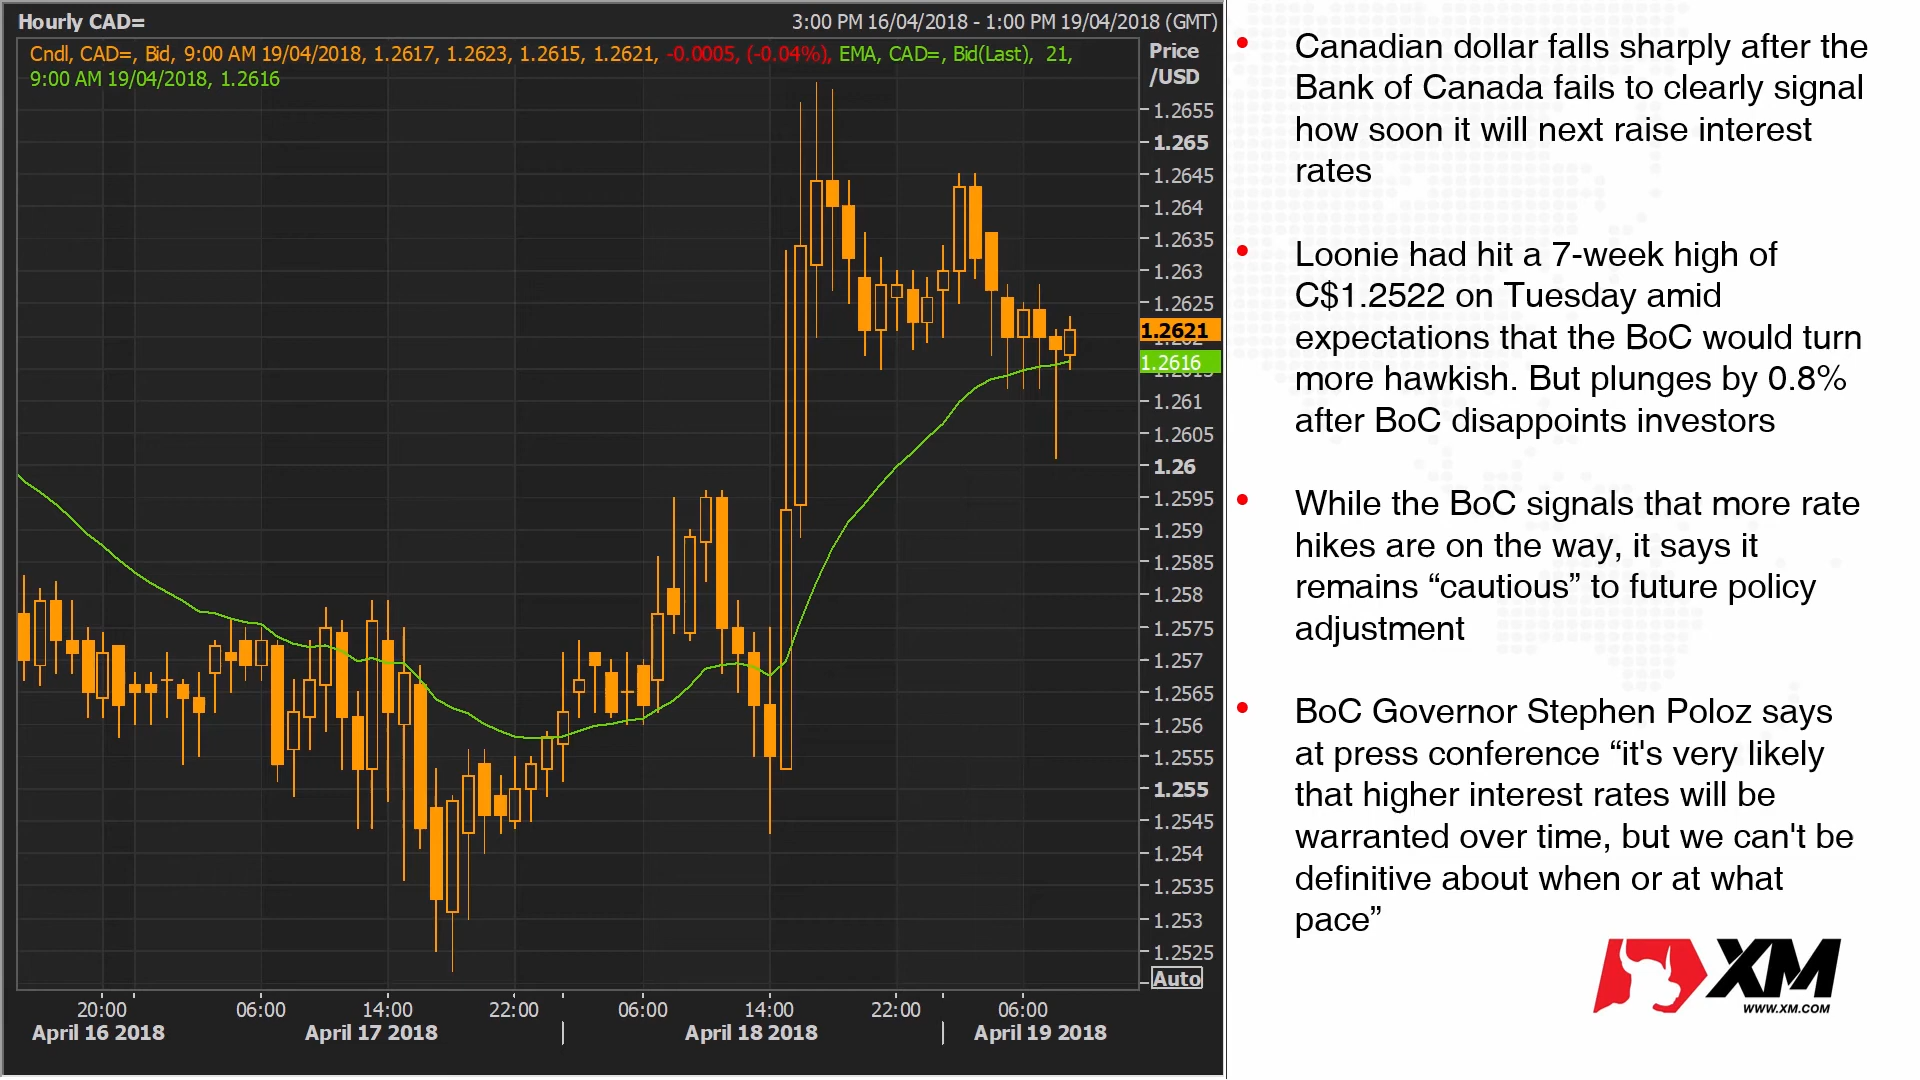 Hourly CAD=
3:00 PM 16/04/2018 - 1:00 PM 19/04/2018 (GMT)
Cndl, CAD=, Bid, 9:00 AM 19/04/2018, 1.2617, 1.2623, 1.2615, 1.2621, -0.0005, (-0.04%), EMA, CAD=, Bid(Last), 21,
9:00 AM 19/04/2018, 1.2616
Price
/USD
1.2655
1.265
1.2645
1.264
1.2635
1.263
1.2625
1.2621
1.2616
1.261
1.2605
1.26
1.2595
1.259
1.2585
1.258
1.2575
1.257
1.2565
1.256
1.2555
1.255
1.2545
1.254
1.2535
1.253
1.2525
Auto
20:00
06:00
14:00
22:00
06:00
14:00
22:00
06:00
April 16 2018
April 17 2018
April 18 2018
April 19 2018
• Canadian dollar falls sharply after the
Bank of Canada fails to clearly signal
how soon it will next raise interest
rates
• Loonie had hit a 7-week high of
C$1.2522 on Tuesday amid
expectations that the BoC would turn
more hawkish. But plunges by 0.8%
after BoC disappoints investors
• While the BoC signals that more rate
hikes are on the way, it says it
remains “cautious” to future policy
adjustment
• BoC Governor Stephen Poloz says
at press conference “it's very likely
that higher interest rates will be
warranted over time, but we can't be
definitive about when or at what
pace”
XM
WWW.XM.COM